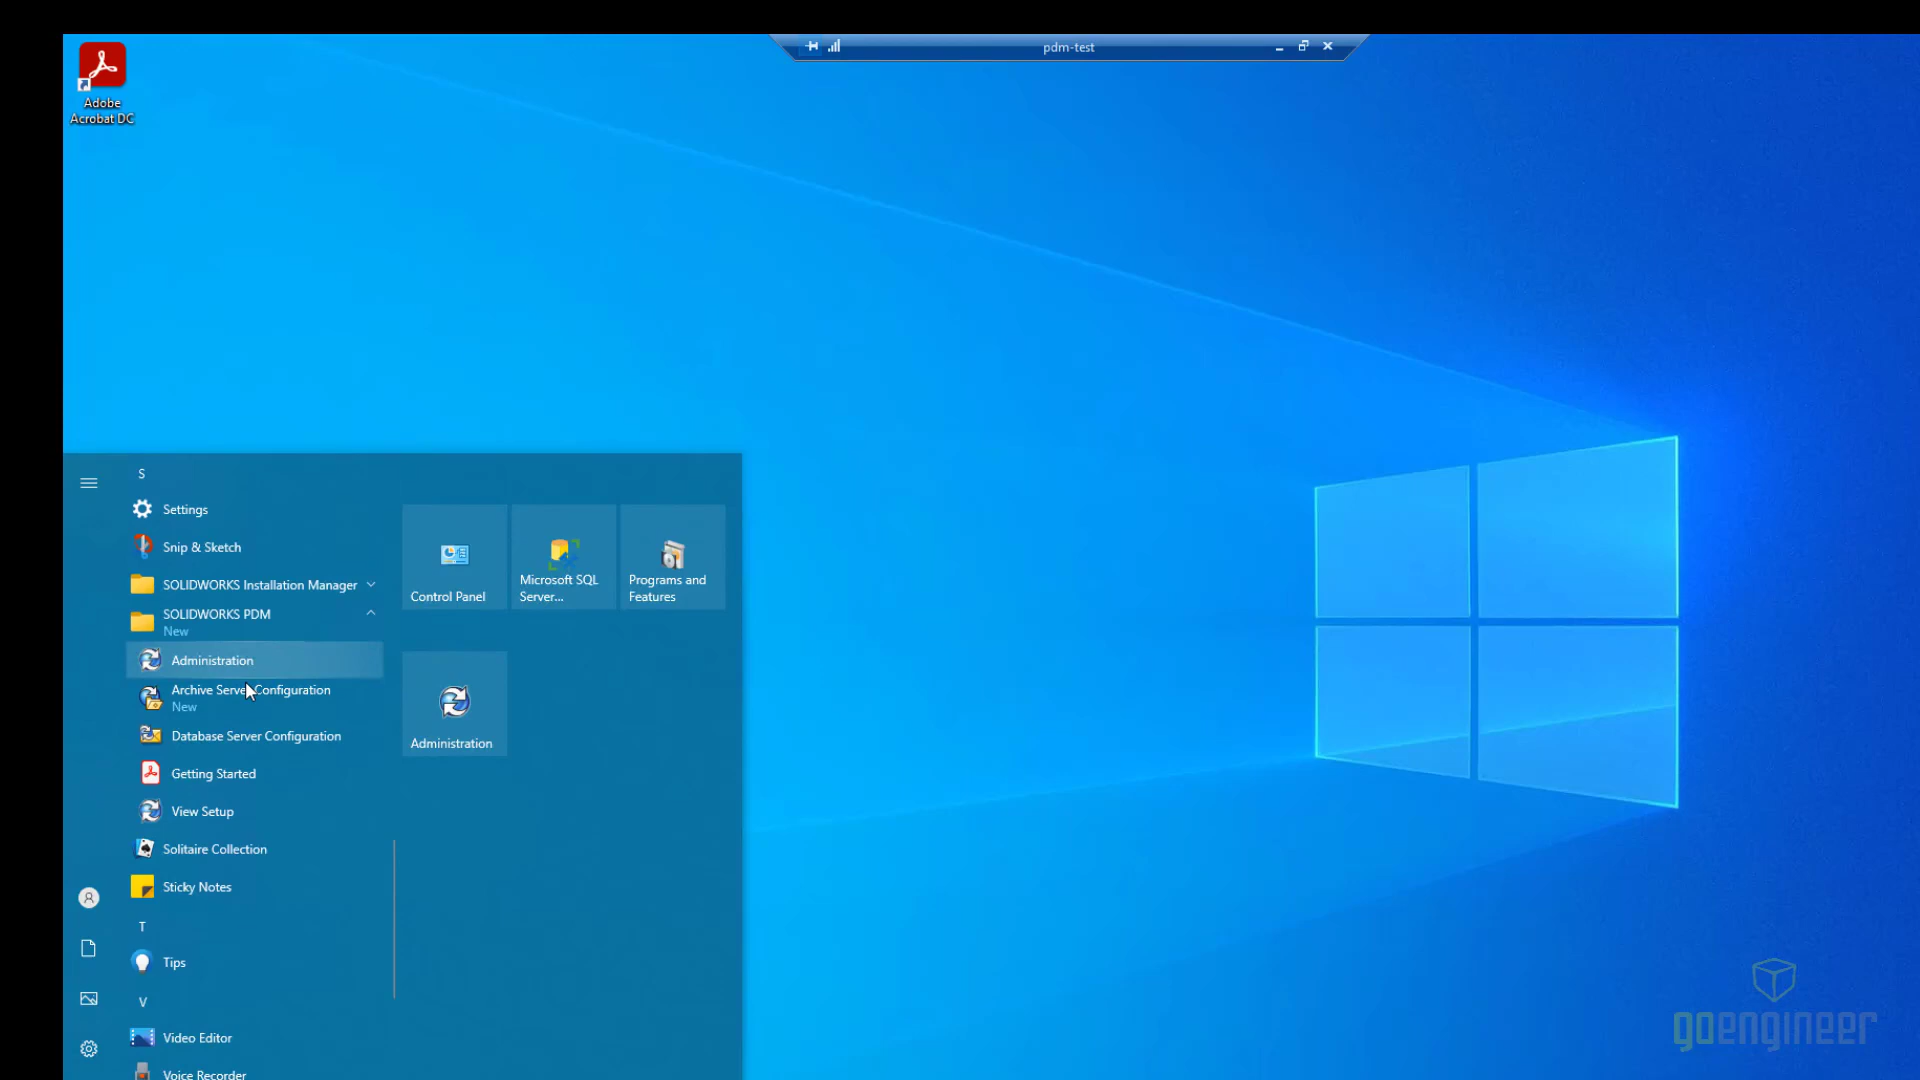 pdm-test
Adobe
Acrobat DC
S
Settings
Snip & Sketch
SOLIDWORKS Installation Manager
SOLIDWORKS PDM
New
Administration
Archive Server Configuration
New
Database Server Configuration
Getting Started
View Setup
Solitaire Collection
Sticky Notes
T
Tips
V
Video Editor
Voice Recorder
Control Panel
Microsoft SQL
Server...
Programs and
Features
Administration
goengineer